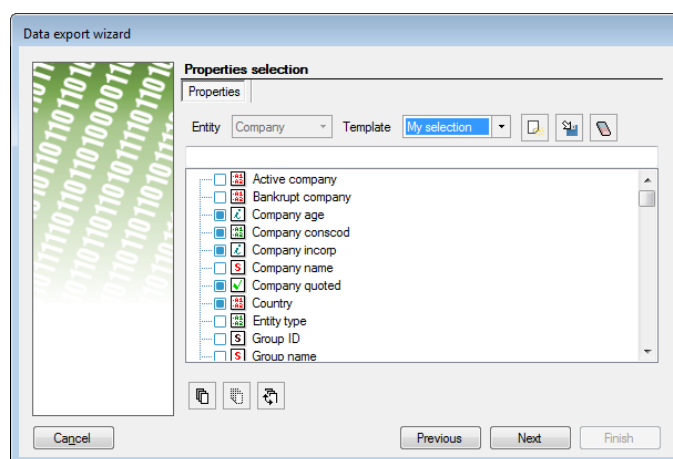 Data export wizard
Properties selection
Properties
Entity Company Template My selection
Active company
Bankrupt company
Company age
Company conscod
Company incorp
Company name
Company quoted
Country
Entity type
Group ID
Group name
Cancel Previous Next Finish